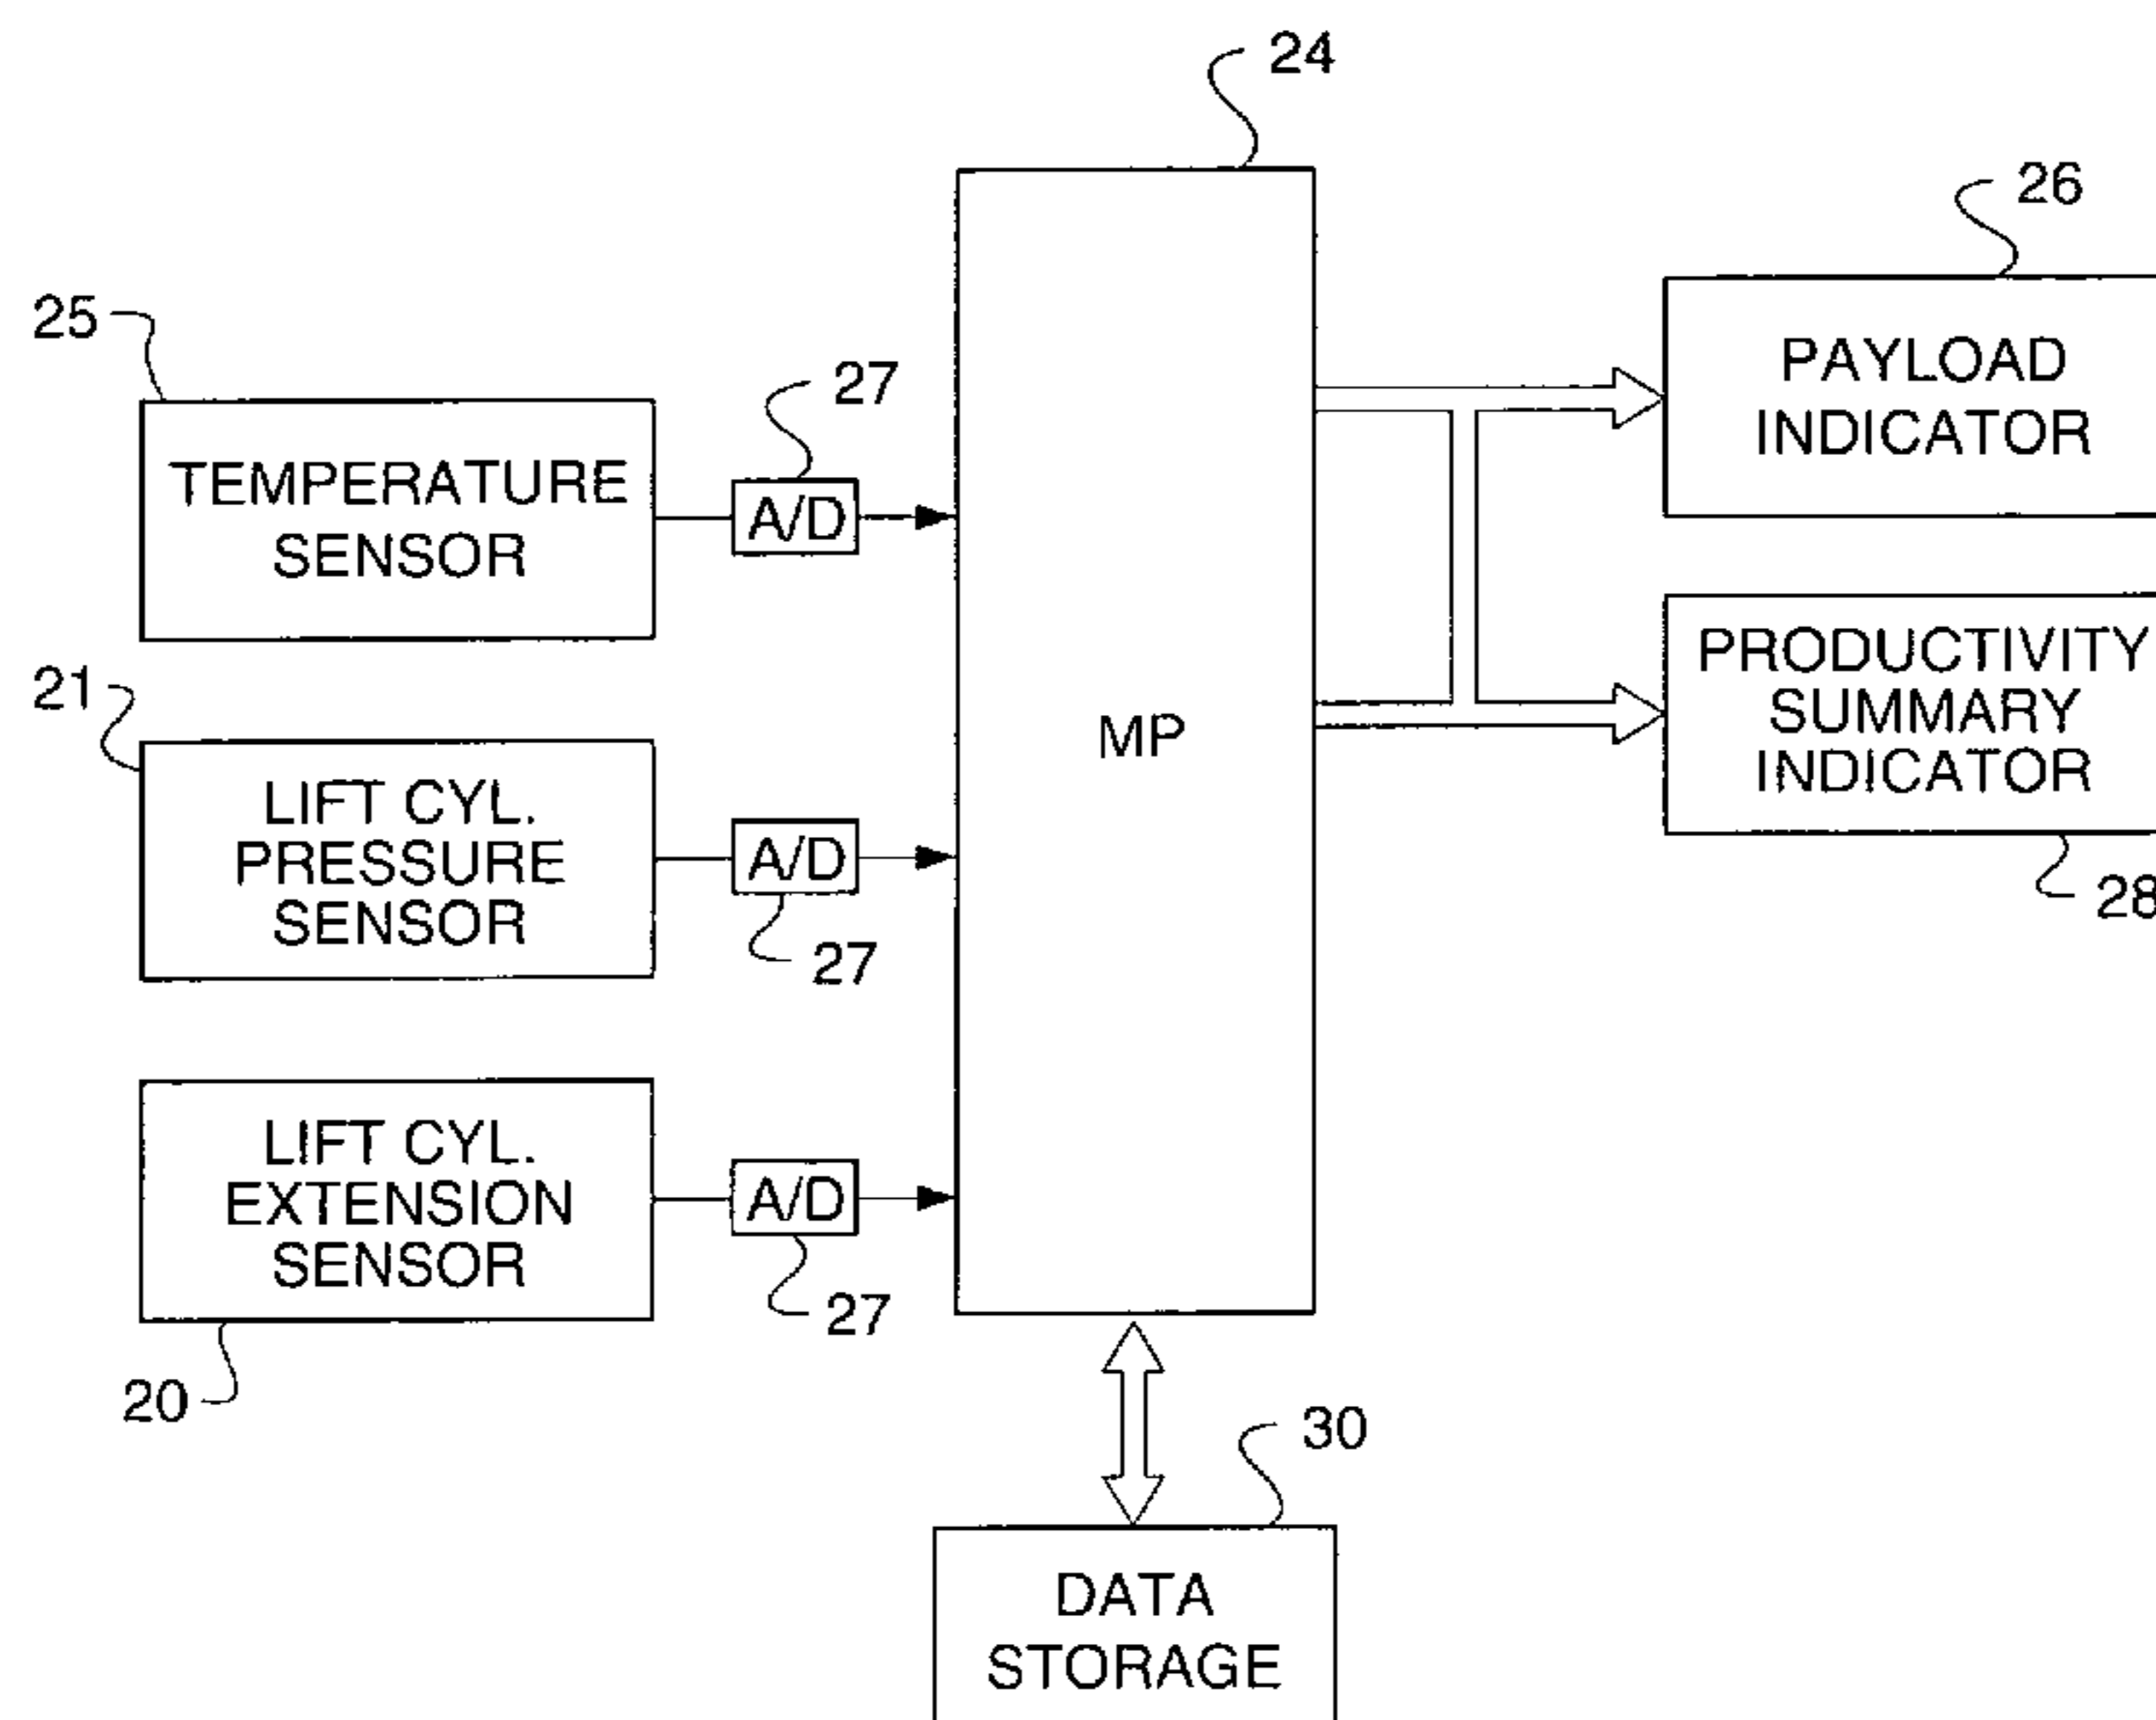 24
26
25
27
TEMPERATURE
SENSOR
A/D
PAYLOAD
INDICATOR
21
LIFT CYL.
PRESSURE
SENSOR
A/D
27
MP
PRODUCTIVITY
SUMMARY
INDICATOR
28
LIFT CYL.
EXTENSION
SENSOR
A/D
27
20
30
DATA
STORAGE